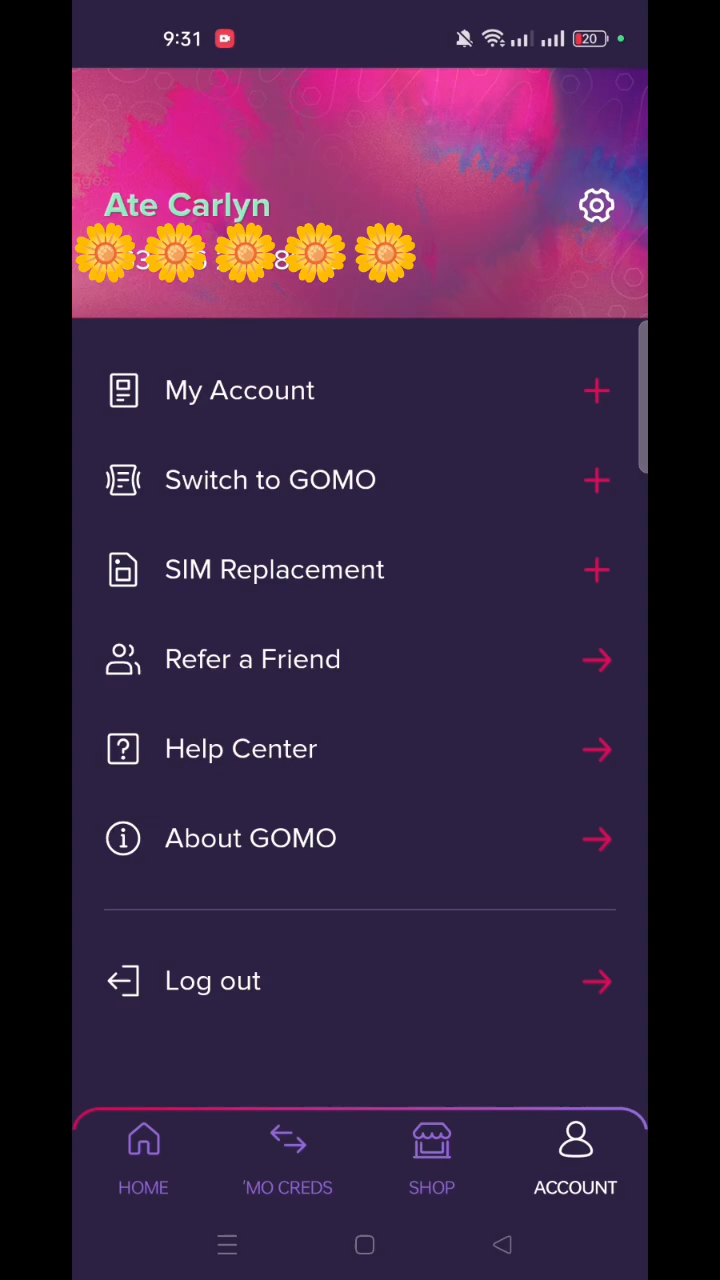 9:31
20
Ate Carlyn
My Account
Switch to GOMO
SIM Replacement
Refer a Friend
Help Center
About GOMO
Log out
HOME
'MO CREDS
SHOP
ACCOUNT